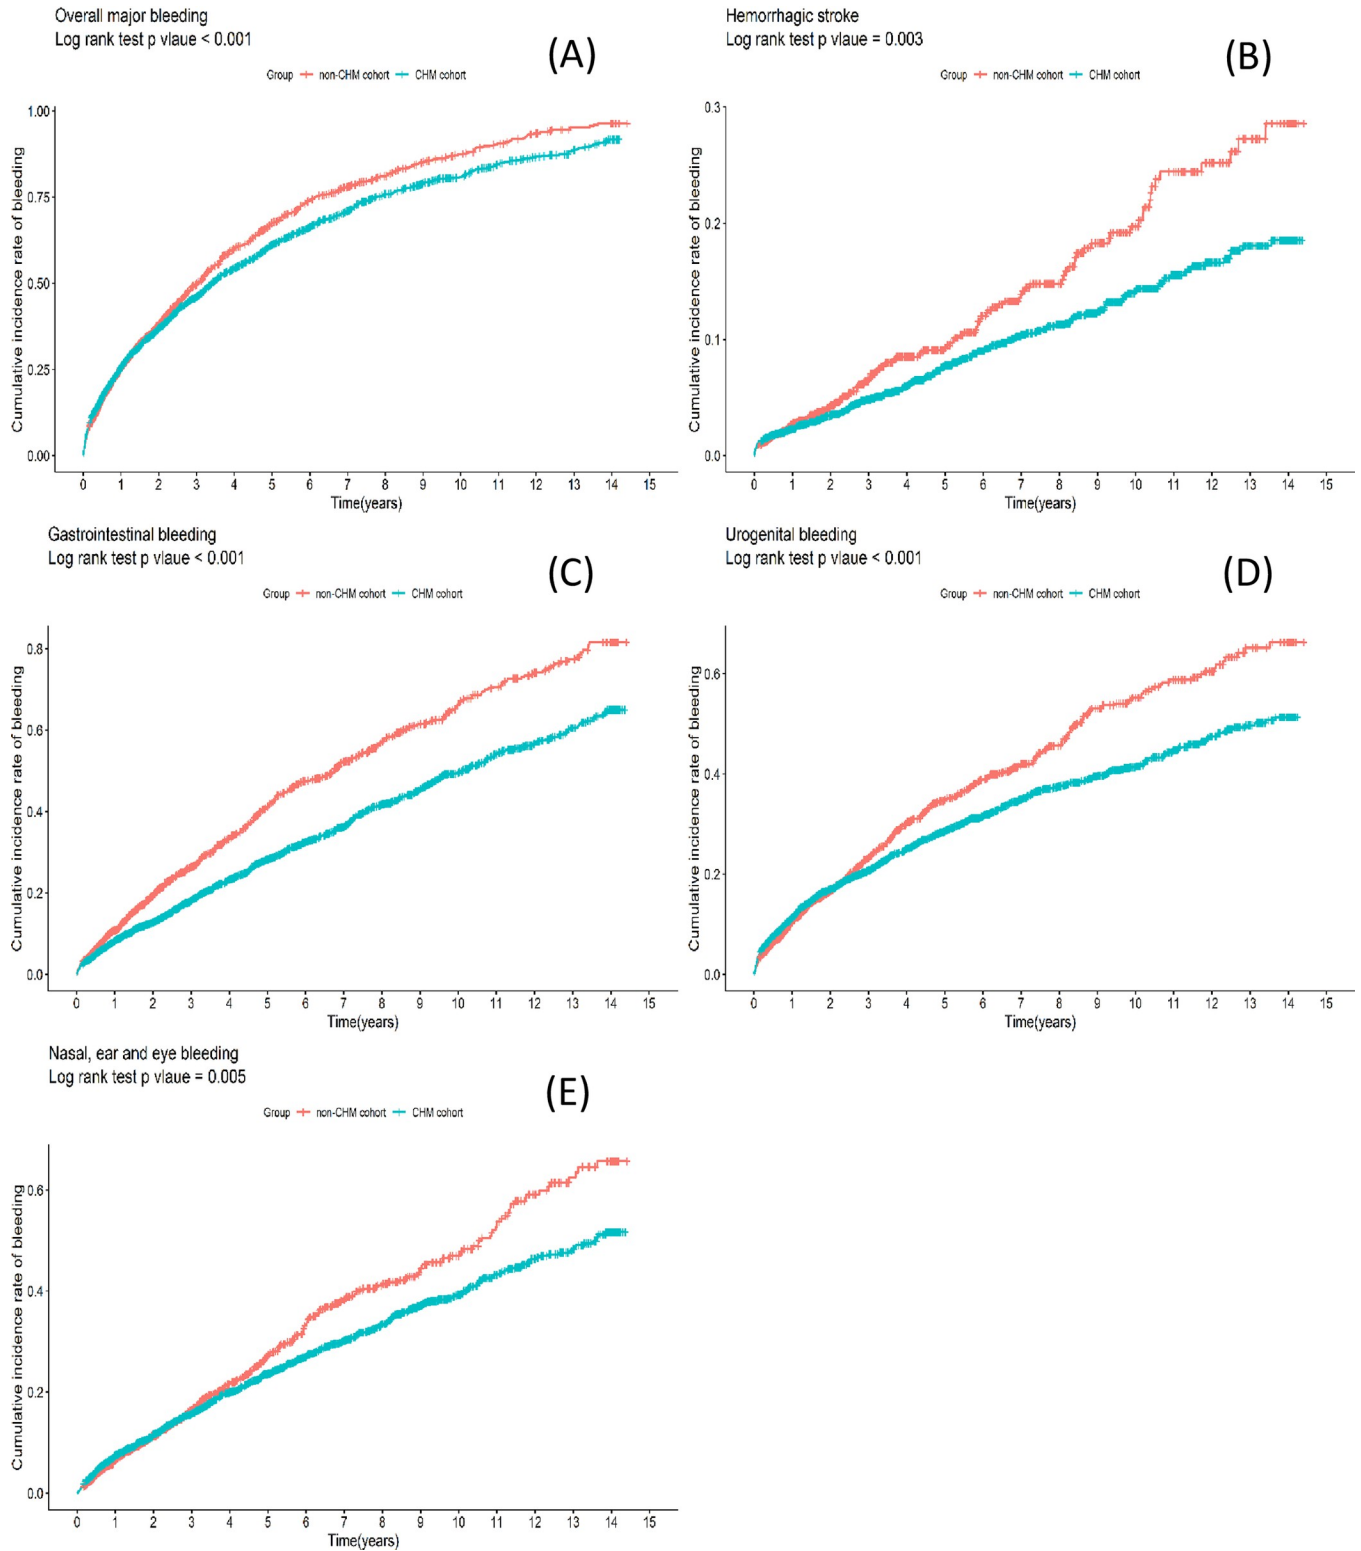 Overall major bleeding
Log rank test p vlaue < 0.001
(A)
Group non-CHM cohort CHM cohort
Cumulative incidence rate of bleeding
1.00
0.75
0.50
0.25
0.00
0 1 2 3 4 5 6 7 8 9 10 11 12 13 14 15
Time(years)
Hemorrhagic stroke
Log rank test p vlaue = 0.003
(B)
Group non-CHM cohort CHM cohort
Cumulative incidence rate of bleeding
0.3
0.2
0.1
0.0
0 1 2 3 4 5 6 7 8 9 10 11 12 13 14 15
Time(years)
Gastrointestinal bleeding
Log rank test p vlaue < 0.001
(C)
Group non-CHM cohort CHM cohort
Cumulative incidence rate of bleeding
0.8
0.6
0.4
0.2
0.0
0 1 2 3 4 5 6 7 8 9 10 11 12 13 14 15
Time(years)
Urogenital bleeding
Log rank test p vlaue < 0.001
(D)
Group non-CHM cohort CHM cohort
Cumulative incidence rate of bleeding
0.6
0.4
0.2
0.0
0 1 2 3 4 5 6 7 8 9 10 11 12 13 14 15
Time(years)
Nasal, ear and eye bleeding
Log rank test p vlaue = 0.005
(E)
Group non-CHM cohort CHM cohort
Cumulative incidence rate of bleeding
0.6
0.4
0.2
0.0
0 1 2 3 4 5 6 7 8 9 10 11 12 13 14 15
Time(years)